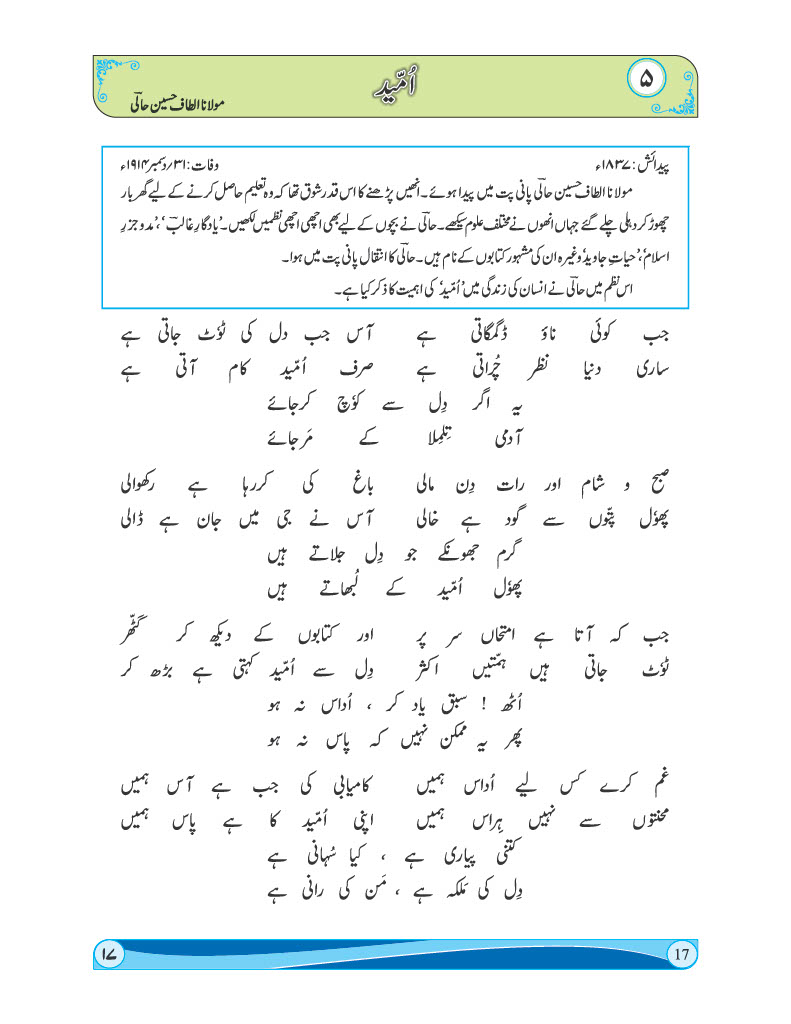 ۵
اُمّید
مولانا الطاف حسین حالیؔ
پیدائش: ۱۸۳۷ء وفات: ۳۱؍دسمبر ۱۹۱۴ء
مولانا الطاف حسین حالیؔ پانی پت میں پیدا ہوئے۔ انھیں پڑھنے کا اس قدر شوق تھا کہ وہ تعلیم حاصل کرنے کے لیے گھر بار
چھوڑ کر دہلی چلے گئے جہاں انھوں نے مختلف علوم سیکھے۔ حالیؔ نے بچوں کے لیے بھی اچھی اچھی نظمیں لکھیں۔ ’یادگارِ غالبؔ‘، ’مدوجزرِ
اسلام‘، ’حیاتِ جاوید‘ وغیرہ ان کی مشہور کتابوں کے نام ہیں۔ حالیؔ کا انتقال پانی پت میں ہوا۔
اس نظم میں حالیؔ نے انسان کی زندگی میں ’اُمّید‘ کی اہمیت کا ذکر کیا ہے۔
جب کوئی ناؤ ڈگمگاتی ہے آس جب دل کی ٹوٗٹ جاتی ہے
ساری دنیا نظر چُراتی ہے صرف اُمّید کام آتی ہے
یہ اگر دِل سے کوٗچ کرجائے
آدمی تِلمِلا کے مَرجائے
صبح و شام اور رات دِن مالی باغ کی کررہا ہے رکھوالی
پھوٗل پتّوں سے گود ہے خالی آس نے جی میں جان ہے ڈالی
گرم جھونکے جو دِل جلاتے ہیں
پھوٗل اُمّید کے لُبھاتے ہیں
جب کہ آتا ہے امتحاں سر پر اور کتابوں کے دیکھ کر گٹھّر
ٹوٗٹ جاتی ہیں ہمّتیں اکثر دِل سے اُمّید کہتی ہے بڑھ کر
اُٹھ ! سبق یاد کر ، اُداس نہ ہو
پھر یہ ممکن نہیں کہ پاس نہ ہو
غم کرے کس لیے اُداس ہمیں کامیابی کی جب ہے آس ہمیں
محنتوں سے نہیں ہِراس ہمیں اپنی اُمّید کا ہے پاس ہمیں
کتنی پیاری ہے ، کیا سُہانی ہے
دِل کی مَلکہ ہے ، مَن کی رانی ہے
۱۷
17